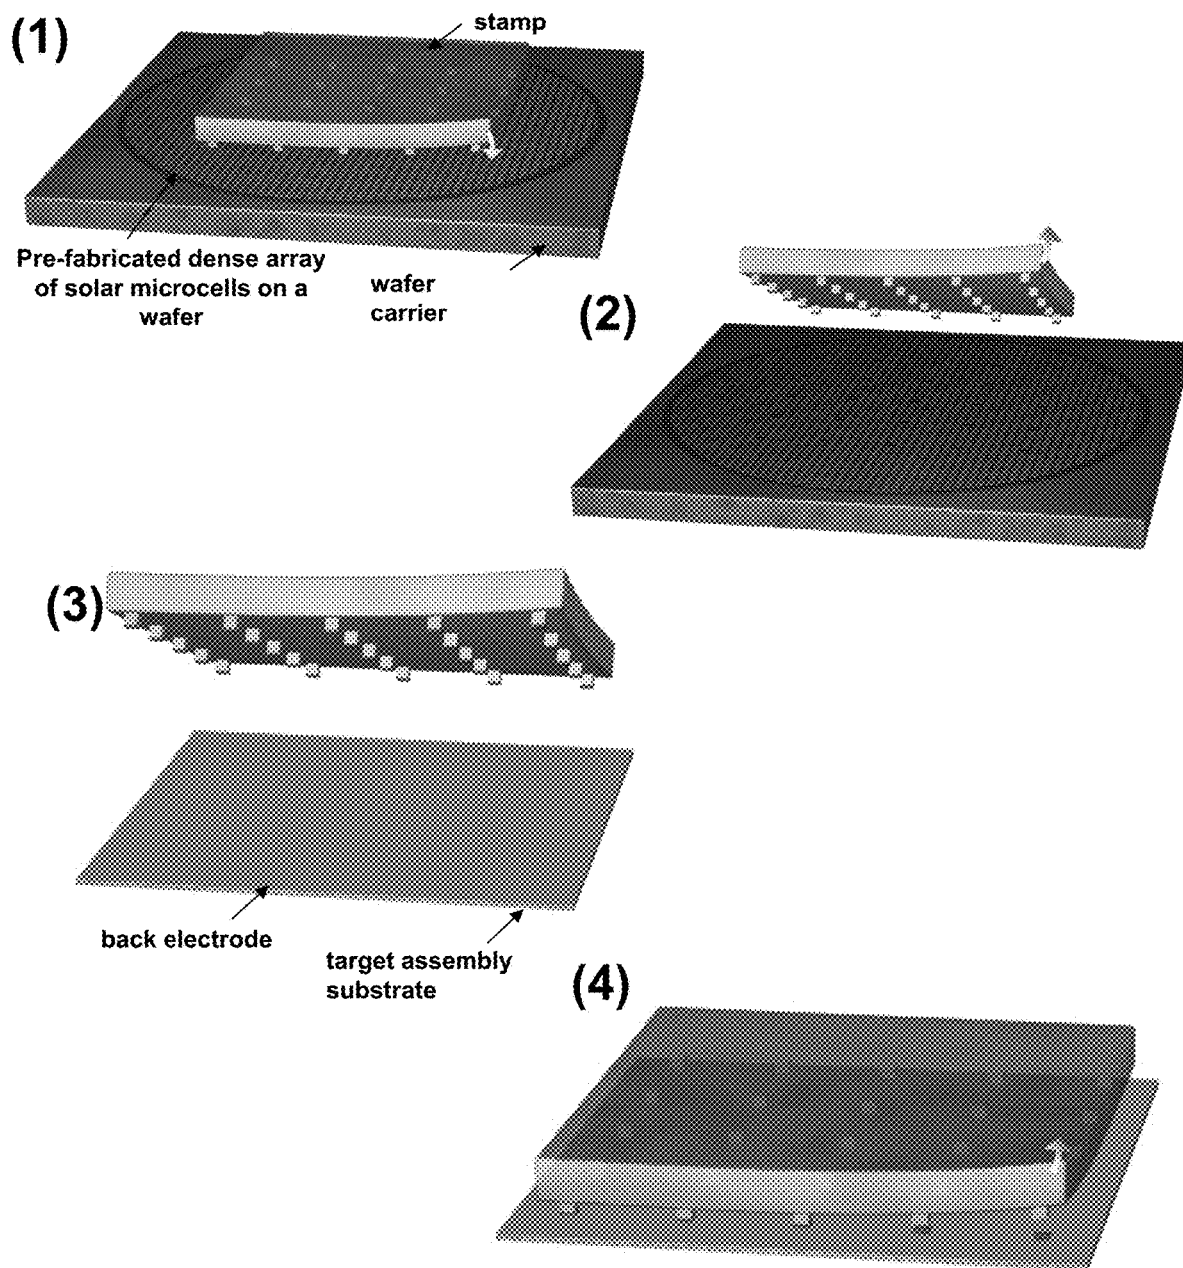 (1)
stamp
Pre-fabricated dense array
of solar microcells on a
wafer
wafer
carrier
(2)
(3)
back electrode
target assembly
substrate
(4)